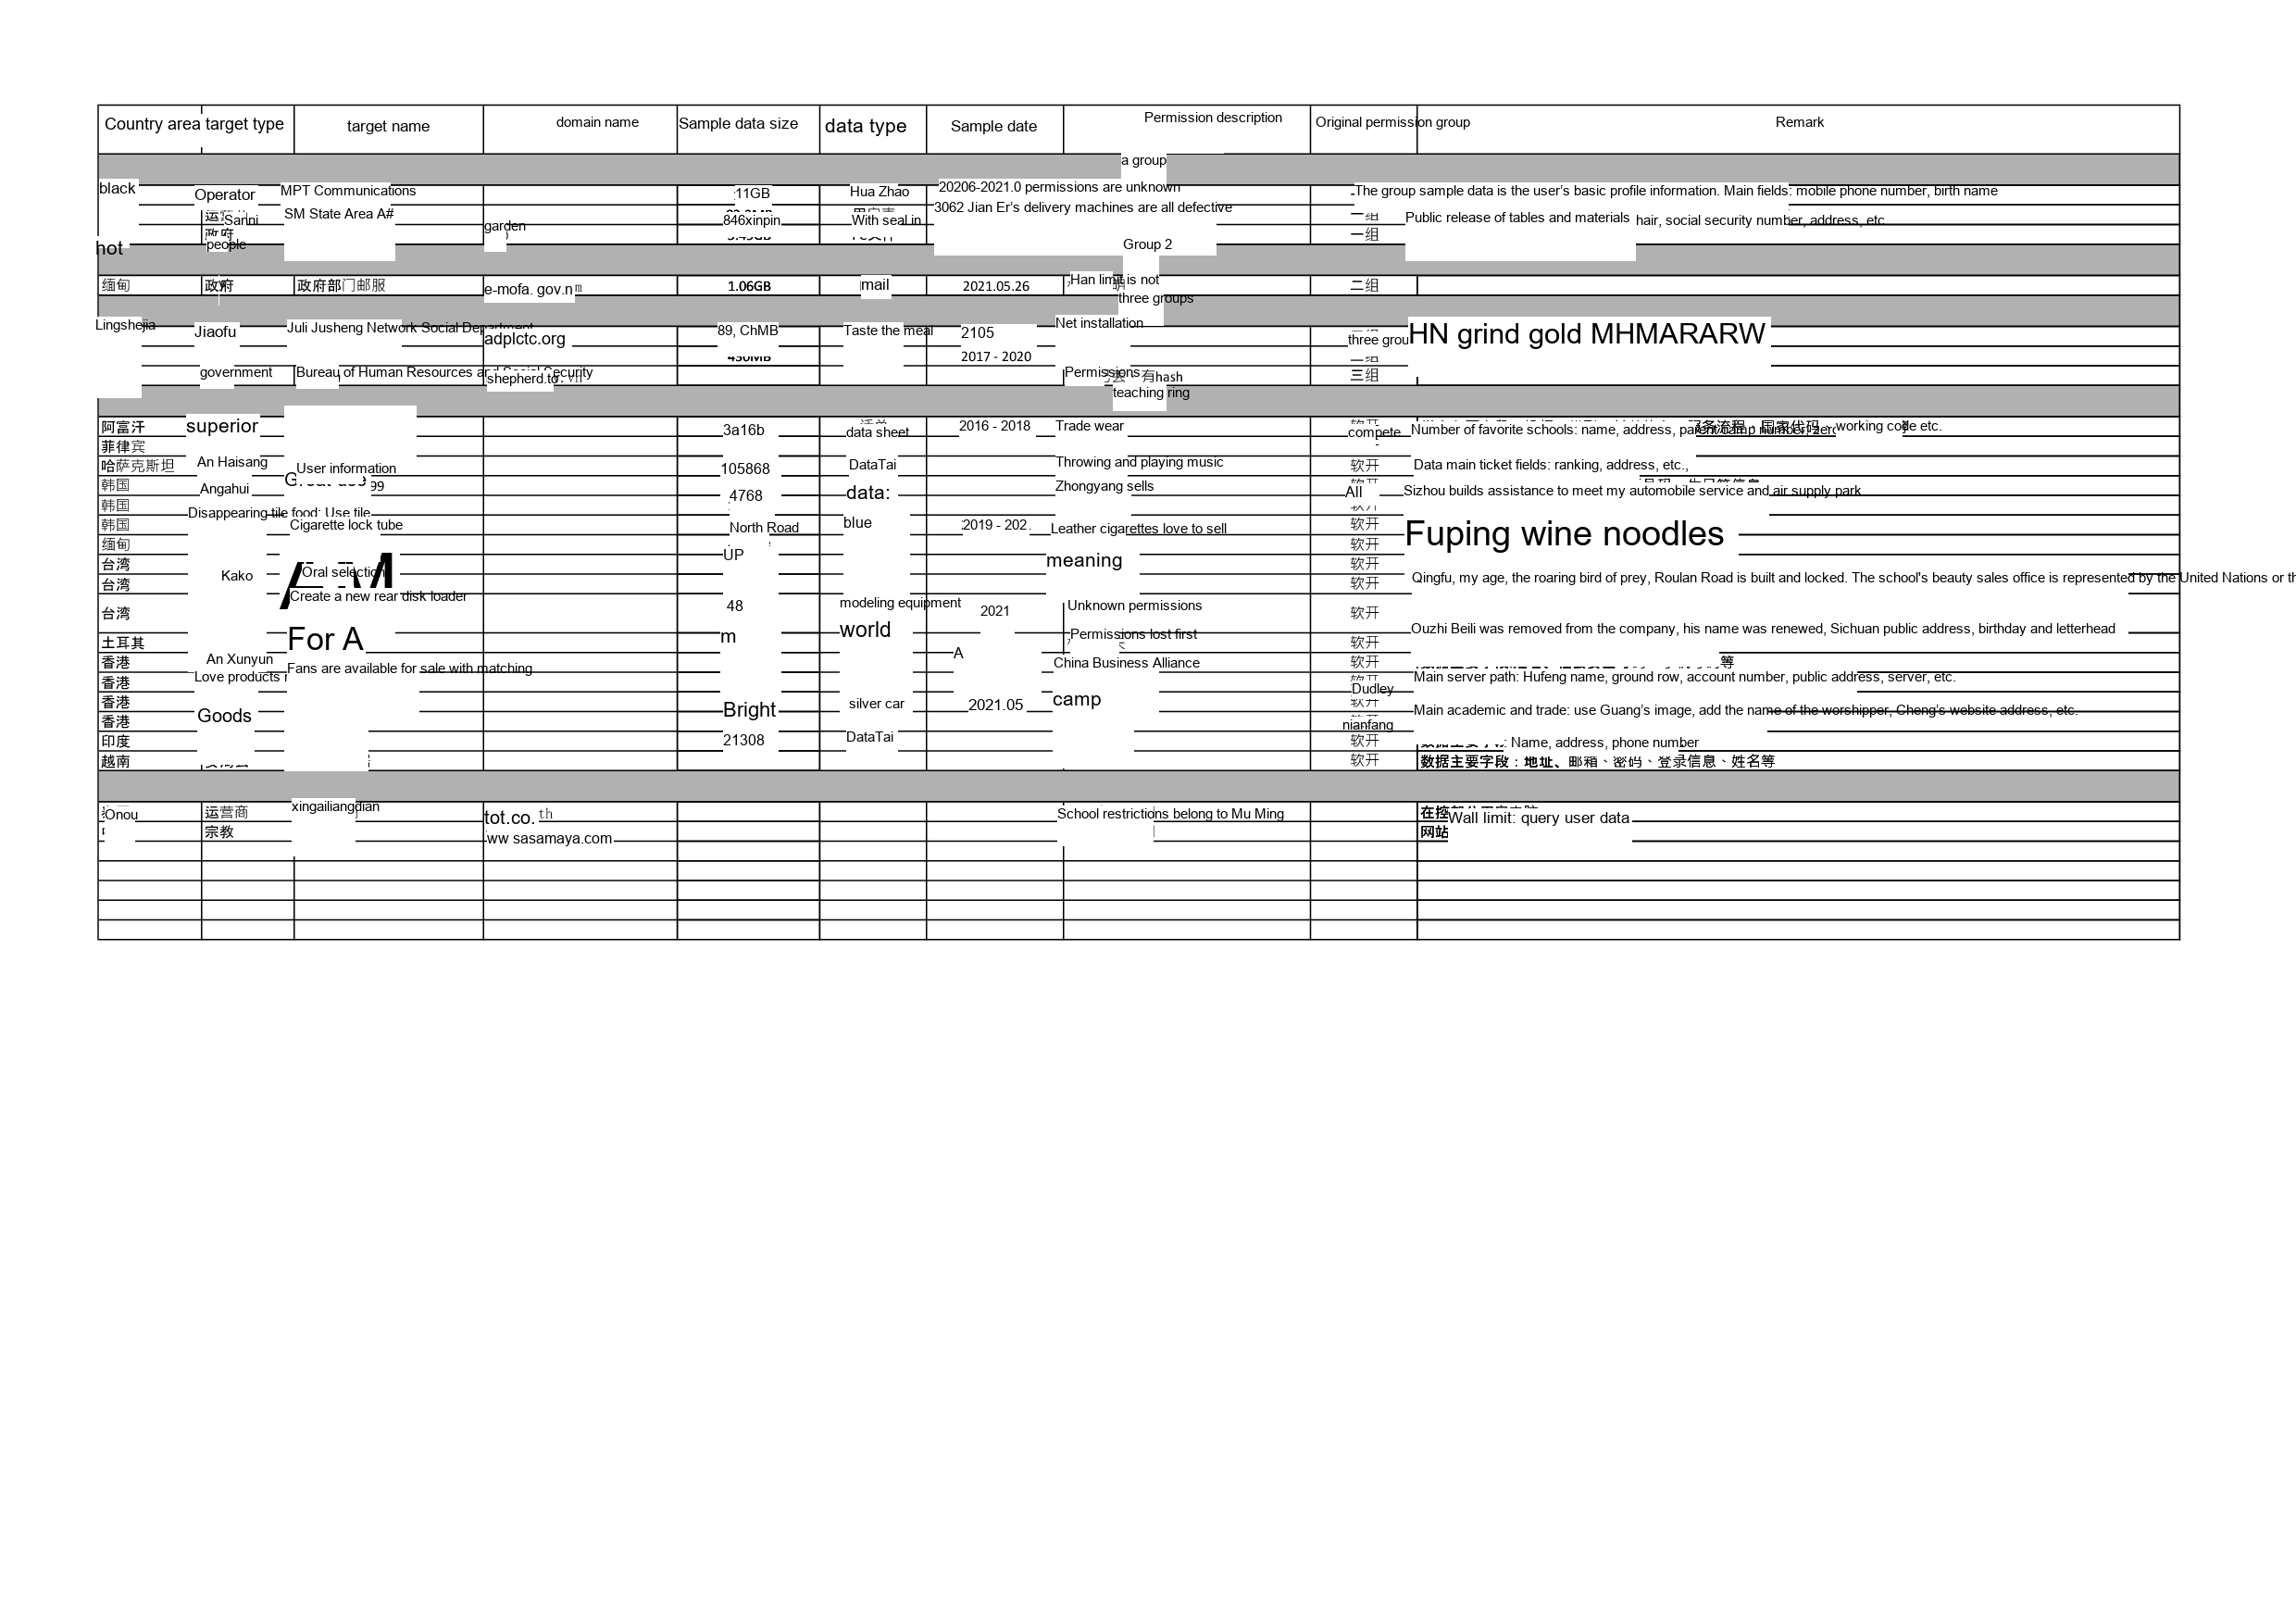 Country area target type target name domain name Sample data size data type Sample date Permission description Original permission group Remark
a group
black Operator MPT Communications 11GB Hua Zhao 20206-2021.0 permissions are unknown The group sample data is the user's basic profile information. Main fields: mobile phone number, birth name
Sanni SM State Area A# garden 846xinpin With seal in 3062 Jian Er's delivery machines are all defective Public release of tables and materials hair, social security number, address, etc
政府 一组
hot people Group 2
缅甸 政府 政府部门邮服 e-mofa. gov.n 1.06GB mail 2021.05.26 Han limit is not 二组
three groups
Lingshejia Jiaofu Juli Jusheng Network Social Department adplctc.org 89, ChMB Taste the meal 2105 Net installation three grou HN grind gold MHMARARW
430MB 2017 - 2020
government Bureau of Human Resources and Social Security shepherd.to Permissions 有hash 三组
teaching ring
阿富汗 superior 3a16b data sheet 2016 - 2018 Trade wear compete Number of favorite schools: name, address, parent camp number, zero 国家代码、working code etc.
菲律宾
哈萨克斯坦 An Haisang User information 105868 DataTai Throwing and playing music 软开 Data main ticket fields: ranking, address, etc.,
韩国 Angahui 99 4768 data: Zhongyang sells All Sizhou builds assistance to meet my automobile service and air supply park
韩国 Disappearing tile food: Use tile
韩国 Cigarette lock tube North Road blue 2019 - 202 Leather cigarettes love to sell 软开 Fuping wine noodles
缅甸 UP 软开
台湾 meaning 软开
台湾 Kako Oral selection 软开 Qingfu, my age, the roaring bird of prey, Roulan Road is built and locked. The school's beauty sales office is represented by the United Nations or th
台湾 Create a new rear disk loader 48 modeling equipment 2021 Unknown permissions 软开
土耳其 For A m world Permissions lost first 软开 Ouzhi Beili was removed from the company, his name was renewed, Sichuan public address, birthday and letterhead
香港 An Xunyun Fans are available for sale with matching A China Business Alliance 软开 等
香港 Love products Main server path: Hufeng name, ground row, account number, public address, server, etc.
香港 Goods Bright silver car 2021.05 camp Dudley Main academic and trade: use Guang's image, add the name of the worshipper, Cheng's website address, etc.
香港 nianfang
印度 21308 DataTai 软开 Name, address, phone number
越南 软开 数据主要字段：地址、邮箱、密码、登录信息、姓名等
Onou 运营商 xingailiangdian tot.co. th School restrictions belong to Mu Ming 在控 Wall limit: query user data
宗教 ww sasamaya.com 网站